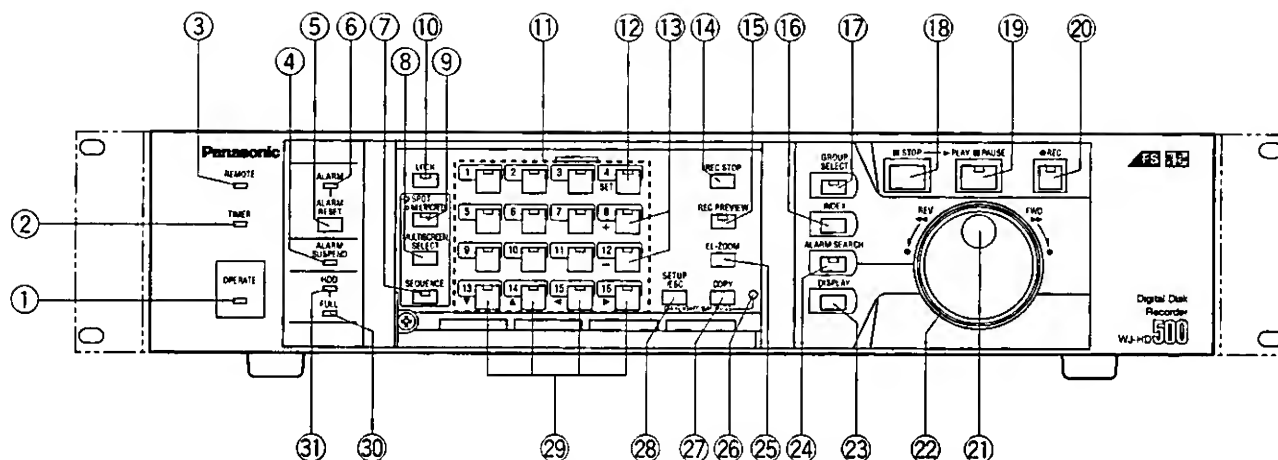 ③ ⑤ ⑥ ⑦ ⑩ ⑪ ⑫ ⑬ ⑭ ⑮ ⑯ ⑰ ⑱ ⑲ ⑳
④ ⑧ ⑨
②
①
Panasonic
REMOTE
TIMER
OPERATE
ALARM
ALARM
RESET
ALARM
SUSPEND
HDD
FULL
LOCK
SPOT
MULTISCREEN
SELECT
SEQUENCE
1 2 3 4
SET
5 6 7 8
+
9 10 11 12
−
13 14 15 16
▼ ▲ ◀ ▶
REC STOP
REC PREVIEW
EL-ZOOM
SETUP
/ESC
COPY
GROUP
SELECT
INDEX
ALARM SEARCH
DISPLAY
■ STOP ▶ PLAY ⏸ PAUSE ● REC
REV FWD
◀◀ ▶▶
FS
Digital Disk
Recorder
WJ-HD500
㉛ ㉚ ㉙ ㉘ ㉗ ㉖ ㉕ ㉔ ㉓ ㉒ ㉑